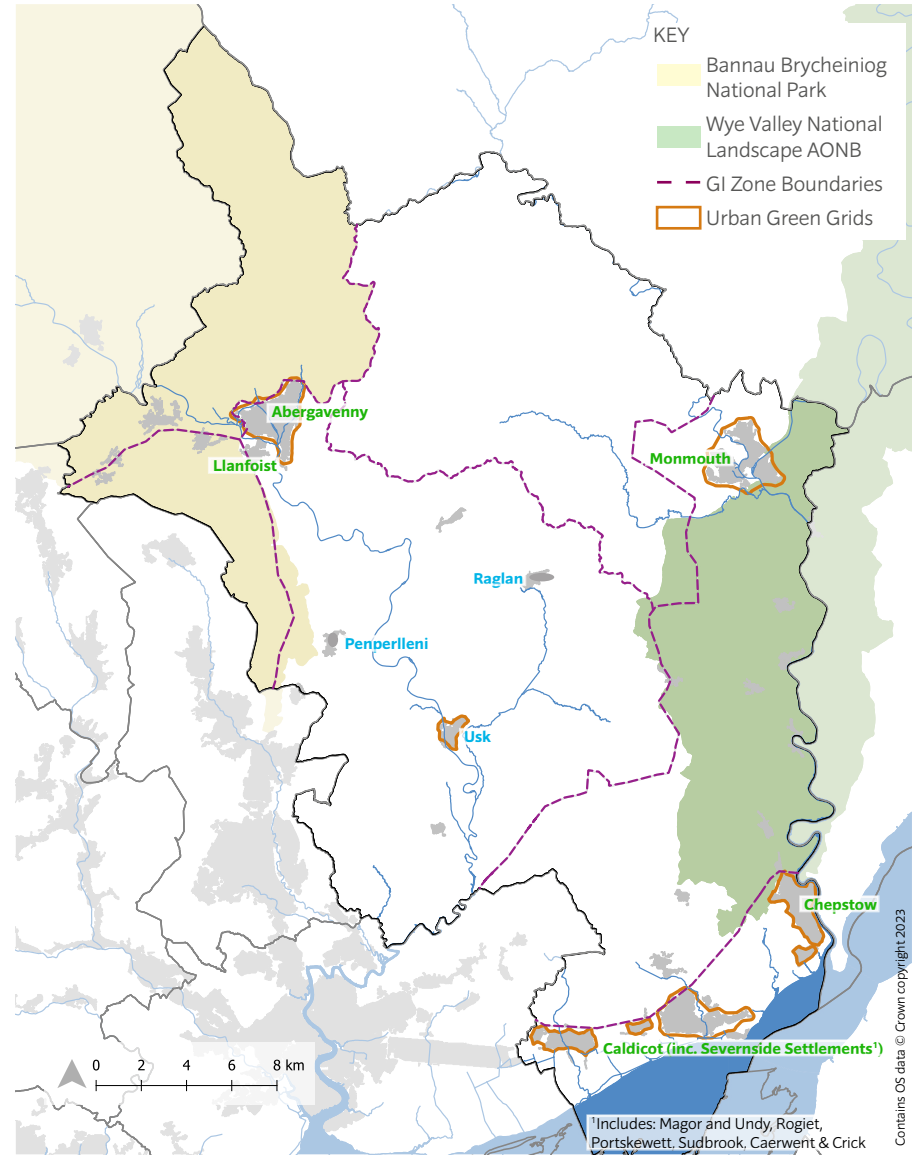 KEY
Bannau Brycheiniog
National Park
Wye Valley National
Landscape AONB
GI Zone Boundaries
Urban Green Grids
Abergavenny
Llanfoist
Monmouth
Raglan
Penperlleni
Usk
Chepstow
Caldicot (inc. Severnside Settlements¹)
0 2 4 6 8 km
¹Includes: Magor and Undy, Rogiet,
Portskewett, Sudbrook, Caerwent & Crick
Contains OS data © Crown copyright 2023